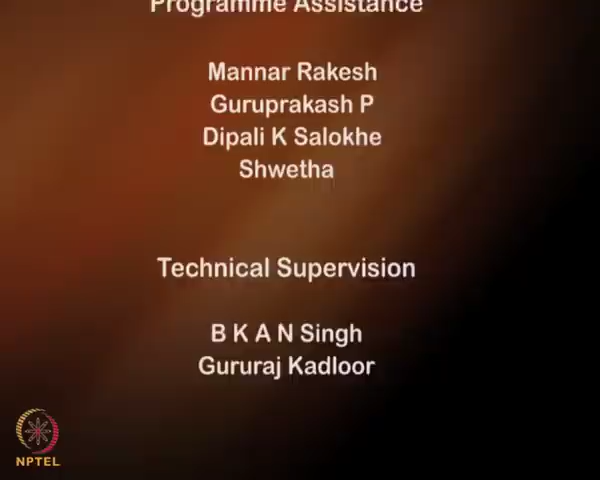 Programme Assistance
Mannar Rakesh
Guruprakash P
Dipali K Salokhe
Shwetha
Technical Supervision
B K A N Singh
Gururaj Kadloor
NPTEL